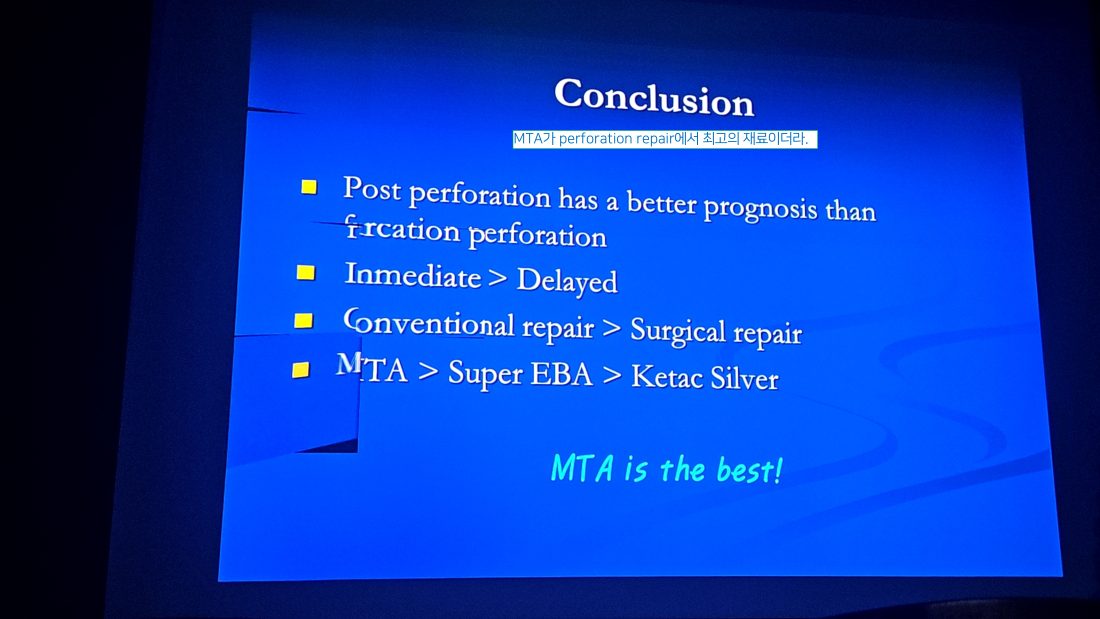 Conclusion
MTA가 perforation repair에서 최고의 재료이더라.
Post perforation has a better prognosis than
perforation
Inmediate > Delayed
Conventional repair > Surgical repair
MTA > Super EBA > Ketac Silver
MTA is the best!